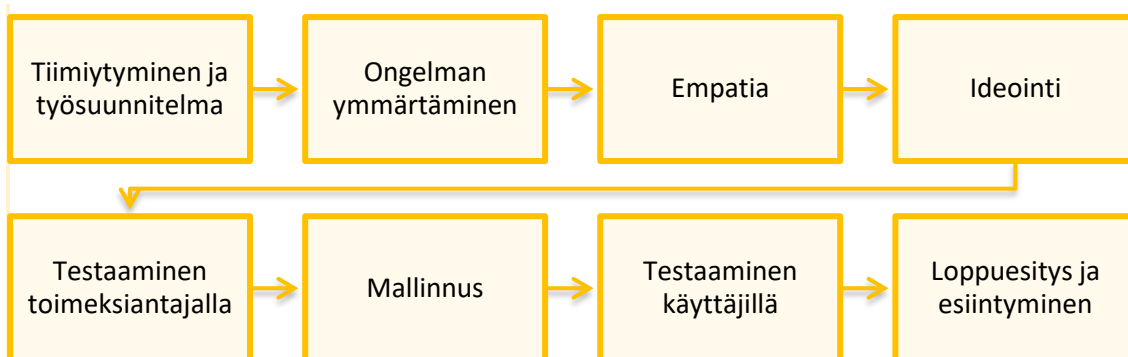 Tiimiytyminen ja
työsuunnitelma
Ongelman
ymmärtäminen
Empatia
Ideointi
Testaaminen
toimeksiantajalla
Mallinnus
Testaaminen
käyttäjillä
Loppuesitys ja
esiintyminen